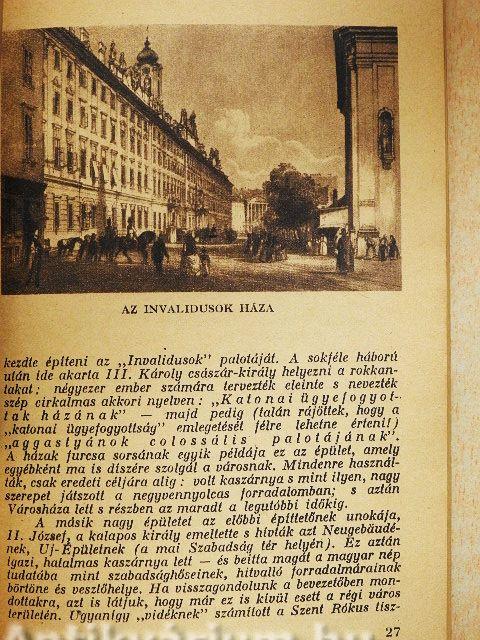 AZ INVALIDUSOK HÁZA
kezdte építeni az „Invalidusok" palotáját. A sokféle háború
után ide akarta III. Károly császár-király helyezni a rokkan-
takat; négyezer ember számára tervezték eleinte s nevezték
szép cirkalmas akkori nyelven: „Katonai ügyefogyot-
tak házának" — majd pedig (talán rájöttek, hogy a
„katonai ügyefogyottság" emlegetését félre lehetne érteni!)
„aggastyánok colossális palotájának".
A házak furcsa sorsának egyik példája ez az épület, amely
egyébként ma is díszére szolgál a városnak. Mindenre használ-
ták, csak eredeti céljára alig: volt kaszárnya s mint ilyen, nagy
szerepet játszott a negyvennyolcas forradalomban; s aztán
Városháza lett s részben az maradt a legutóbbi időkig.
A másik nagy épületet az előbbi építtetőnek unokája,
II. József, a kalapos király emeltette s hívták azt Neugebäudé-
nek, Uj-Épületnek (a mai Szabadság tér helyén). Ez aztán
igazi, hatalmas kaszárnya lett — és beitta magát a magyar nép
tudatába mint szabadsághőseinek, hitvalló forradalmárainak
börtöne és vesztőhelye. Ha visszagondolunk a bevezetőben mon-
dottakra, azt is látjuk, hogy már ez is kívül esett a régi város
területén. Ugyanígy „vidéknek" számított a Szent Rókus tisz-
27